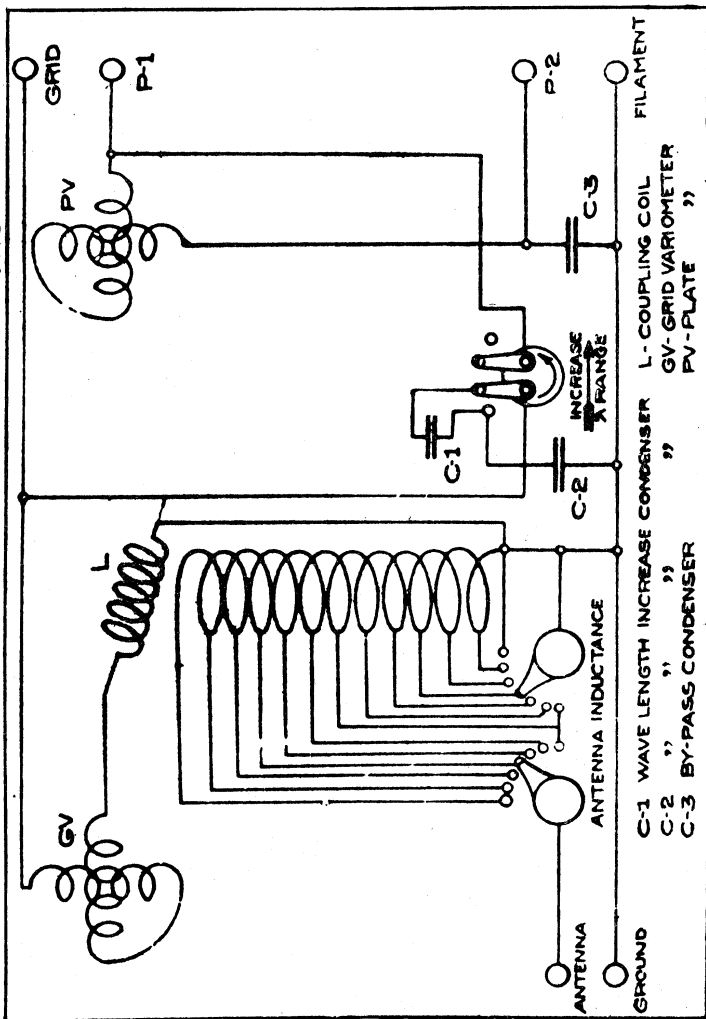 GRID
P-1
P-2
FILAMENT
PV
C-3
INCREASE
λ RANGE
C-1
C-2
L
GV
ANTENNA INDUCTANCE
ANTENNA
GROUND
C-1 WAVE LENGTH INCREASE CONDENSER
C-2 " " " "
C-3 BY-PASS CONDENSER
L - COUPLING COIL
GV - GRID VARIOMETER
PV - PLATE "